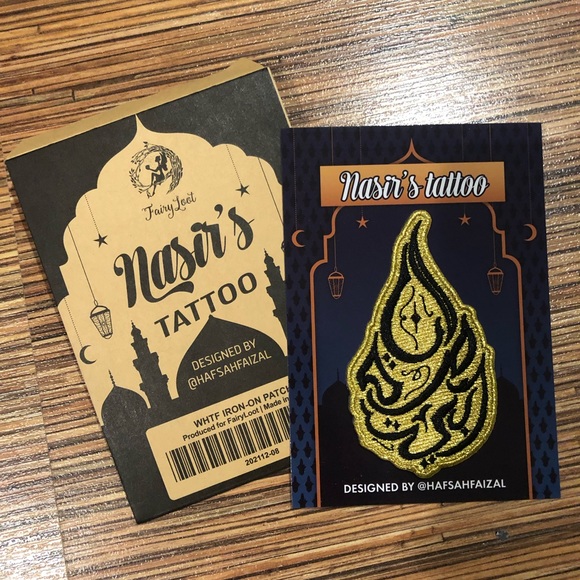 FairyLoot
Nasir's
TATTOO
DESIGNED BY
@HAFSAHFAIZAL
WHTF IRON-ON PATCH
Produced for FairyLoot | Made in
202112-08
Nasir's tattoo
DESIGNED BY @HAFSAHFAIZAL